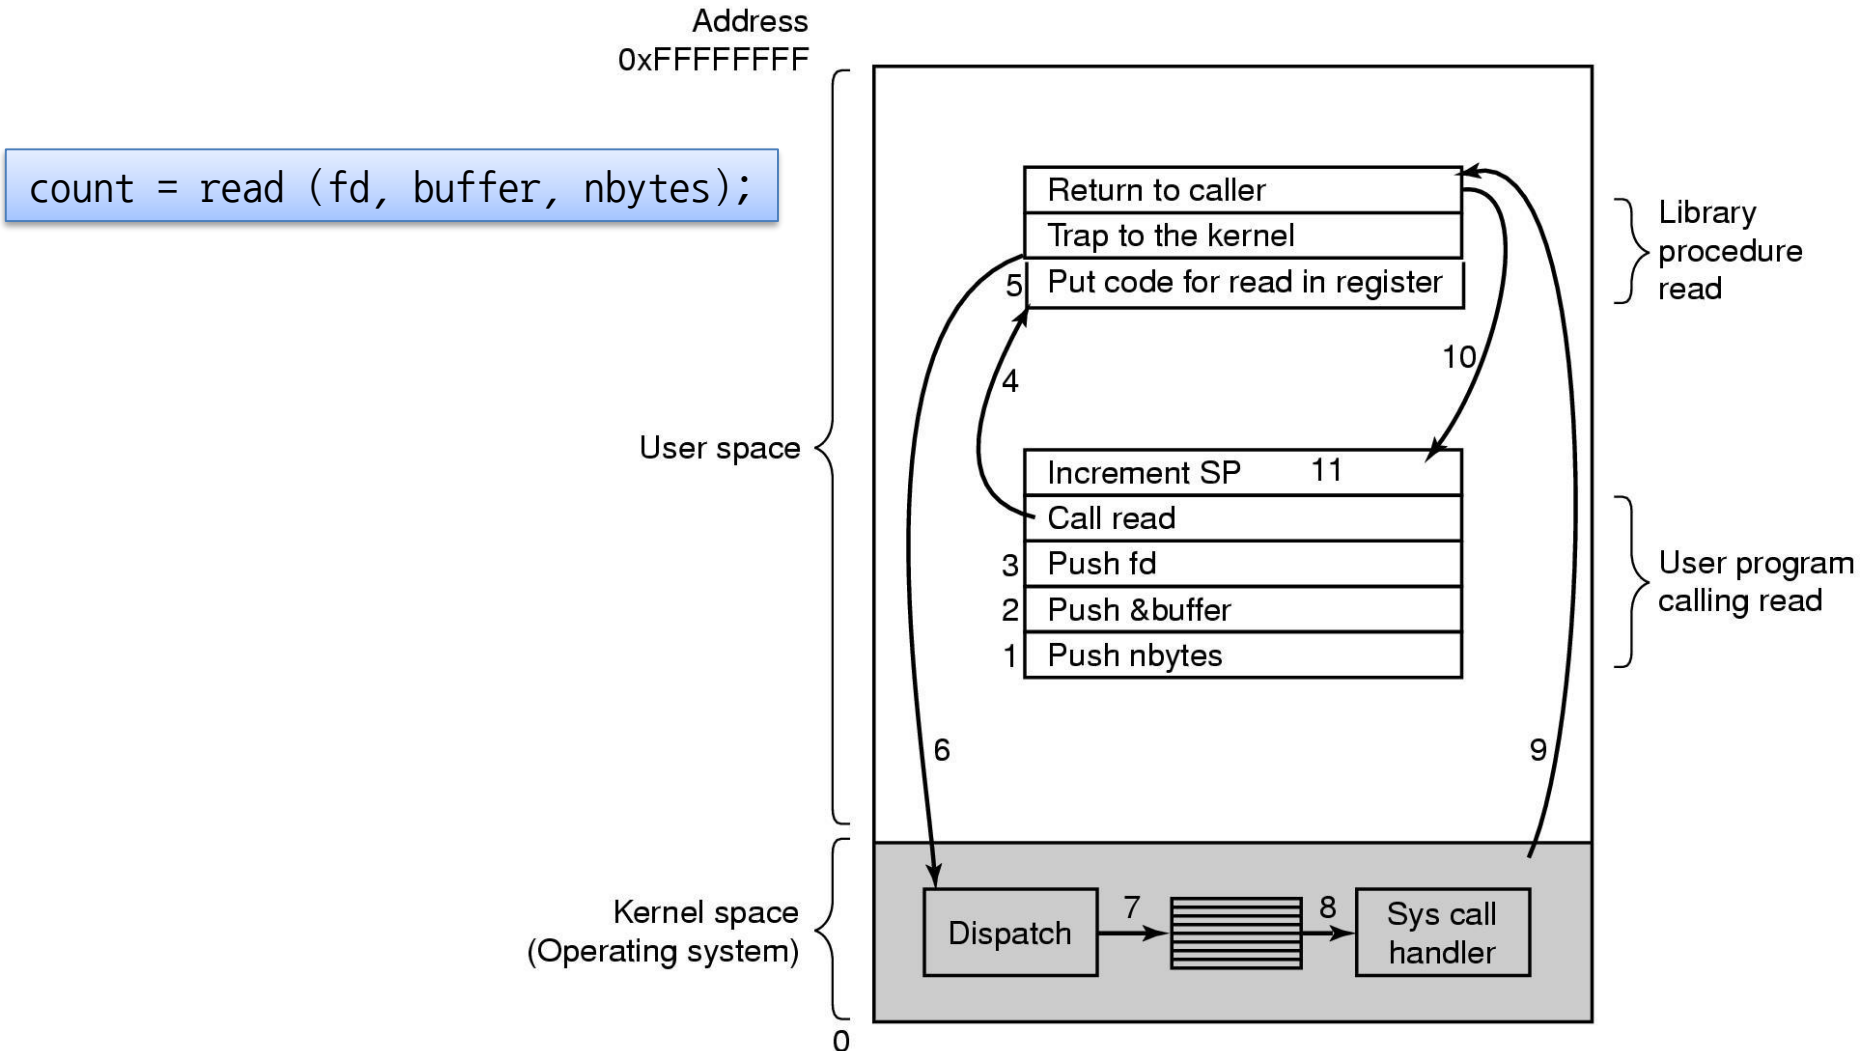 Address
0xFFFFFFFF
count = read (fd, buffer, nbytes);
Return to caller
Trap to the kernel
5 Put code for read in register
Library
procedure
read
4
10
User space
Increment SP 11
Call read
3 Push fd
2 Push &buffer
1 Push nbytes
User program
calling read
6
9
Kernel space
(Operating system)
Dispatch
7
8
Sys call
handler
0